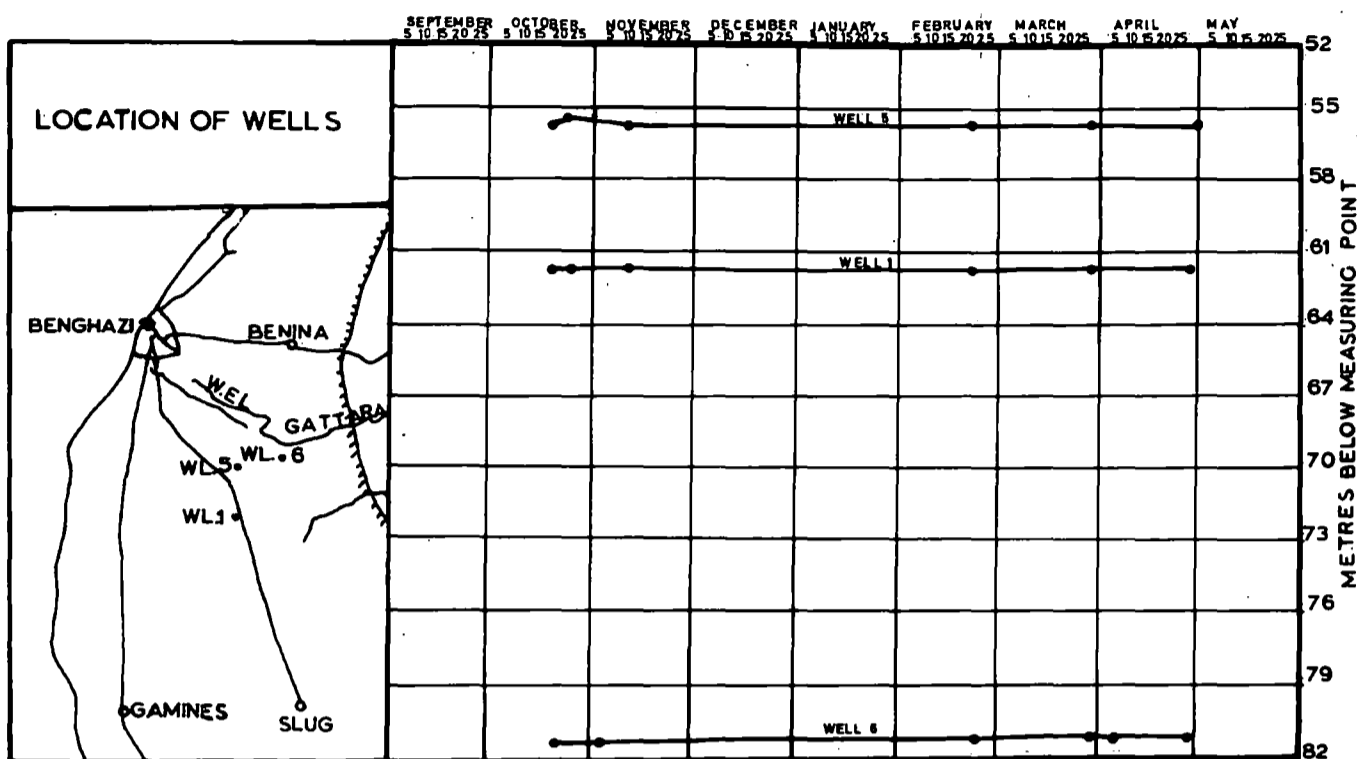 SEPTEMBER OCTOBER NOVEMBER DECEMBER JANUARY FEBRUARY MARCH APRIL MAY
5 10 15 20 25 5 10 15 20 25 5 10 15 20 25 5 10 15 20 25 5 10 15 20 25 5 10 15 20 25 5 10 15 20 25 5 10 15 20 25 5 10 15 20 25
LOCATION OF WELLS
BENGHAZI
BENINA
W.EL
GATTARA
WL.5
WL. 6
WL.1
GAMINES
SLUG
WELL 5
WELL 1
WELL 6
52
55
58
61
64
67
70
73
76
79
82
METRES BELOW MEASURING POINT